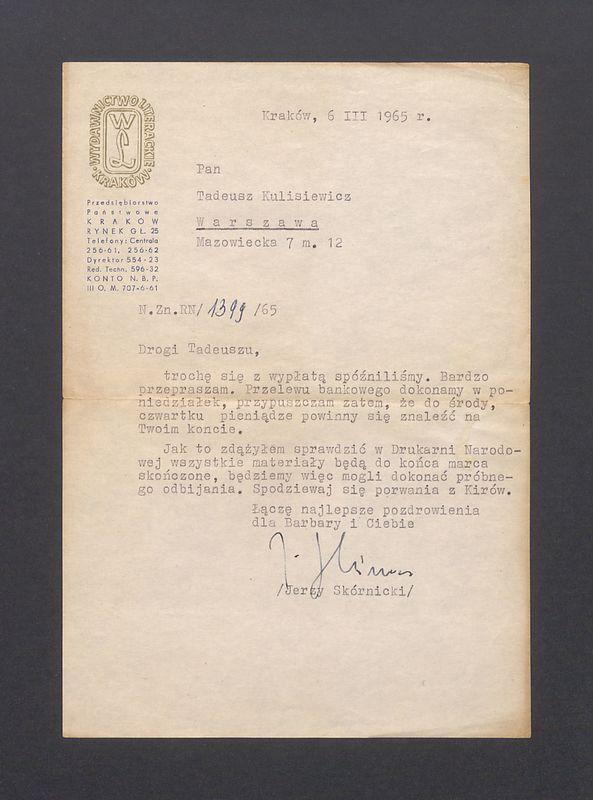 WYDAWNICTWO LITERACKIE
W
Ł
KRAKÓW
Kraków, 6 III 1965 r.
Pan
Tadeusz Kulisiewicz
Warszawa
Mazowiecka 7 m. 12
Przedsiębiorstwo
Państwowe
KRAKÓW
RYNEK GŁ. 25
Telefony: Centrala
256-61, 256-62
Dyrektor 554-23
Red. Techn. 596-32
KONTO N. B. P.
III O. M. 707-6-61
N.Zn.RN/ 1399 /65
Drogi Tadeuszu,
trochę się z wypłatą spóźniliśmy. Bardzo
przepraszam. Przelewu bankowego dokonamy w po-
niedziałek, przypuszczam zatem, że do środy,
czwartku pieniądze powinny się znaleźć na
Twoim koncie.
Jak to zdążyłem sprawdzić w Drukarni Narodo-
wej wszystkie materiały będą do końca marca
skończone, będziemy więc mogli dokonać próbne-
go odbijania. Spodziewaj się porwania z Kirów.
Łączę najlepsze pozdrowienia
dla Barbary i Ciebie
/Jerzy Skórnicki/